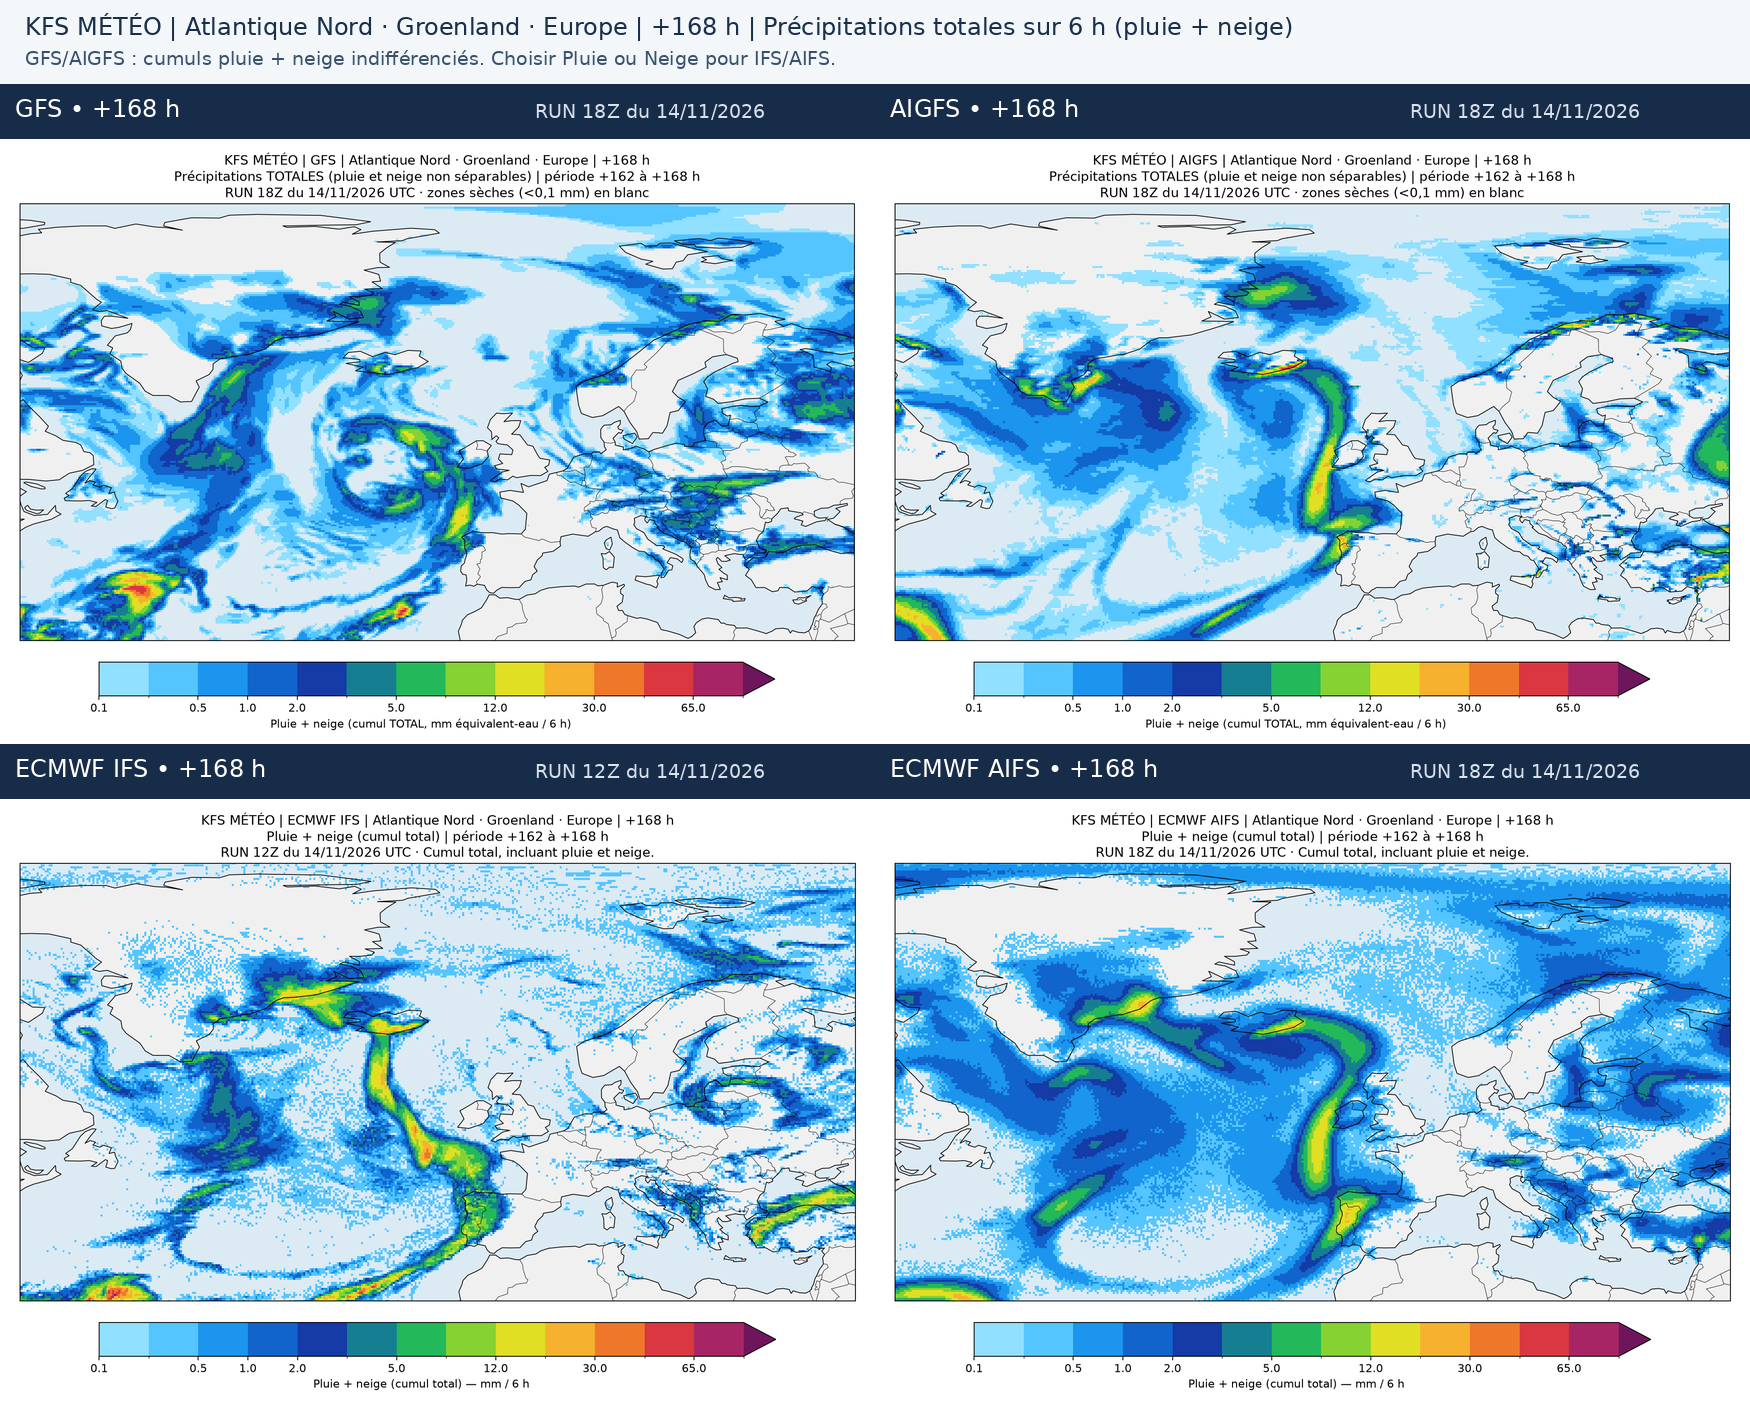 KFS MÉTÉO | Atlantique Nord · Groenland · Europe | +168 h | Précipitations totales sur 6 h (pluie + neige)
GFS/AIGFS : cumuls pluie + neige indifférenciés. Choisir Pluie ou Neige pour IFS/AIFS.
GFS • +168 h
RUN 18Z du 14/11/2026
KFS MÉTÉO | GFS | Atlantique Nord · Groenland · Europe | +168 h
Précipitations TOTALES (pluie et neige non séparables) | période +162 à +168 h
RUN 18Z du 14/11/2026 UTC · zones sèches (<0,1 mm) en blanc
0.1 0.5 1.0 2.0 5.0 12.0 30.0 65.0
Pluie + neige (cumul TOTAL, mm équivalent-eau / 6 h)
AIGFS • +168 h
RUN 18Z du 14/11/2026
KFS MÉTÉO | AIGFS | Atlantique Nord · Groenland · Europe | +168 h
Précipitations TOTALES (pluie et neige non séparables) | période +162 à +168 h
RUN 18Z du 14/11/2026 UTC · zones sèches (<0,1 mm) en blanc
0.1 0.5 1.0 2.0 5.0 12.0 30.0 65.0
Pluie + neige (cumul TOTAL, mm équivalent-eau / 6 h)
ECMWF IFS • +168 h
RUN 12Z du 14/11/2026
KFS MÉTÉO | ECMWF IFS | Atlantique Nord · Groenland · Europe | +168 h
Pluie + neige (cumul total) | période +162 à +168 h
RUN 12Z du 14/11/2026 UTC · Cumul total, incluant pluie et neige.
0.1 0.5 1.0 2.0 5.0 12.0 30.0 65.0
Pluie + neige (cumul total) — mm / 6 h
ECMWF AIFS • +168 h
RUN 18Z du 14/11/2026
KFS MÉTÉO | ECMWF AIFS | Atlantique Nord · Groenland · Europe | +168 h
Pluie + neige (cumul total) | période +162 à +168 h
RUN 18Z du 14/11/2026 UTC · Cumul total, incluant pluie et neige.
0.1 0.5 1.0 2.0 5.0 12.0 30.0 65.0
Pluie + neige (cumul total) — mm / 6 h